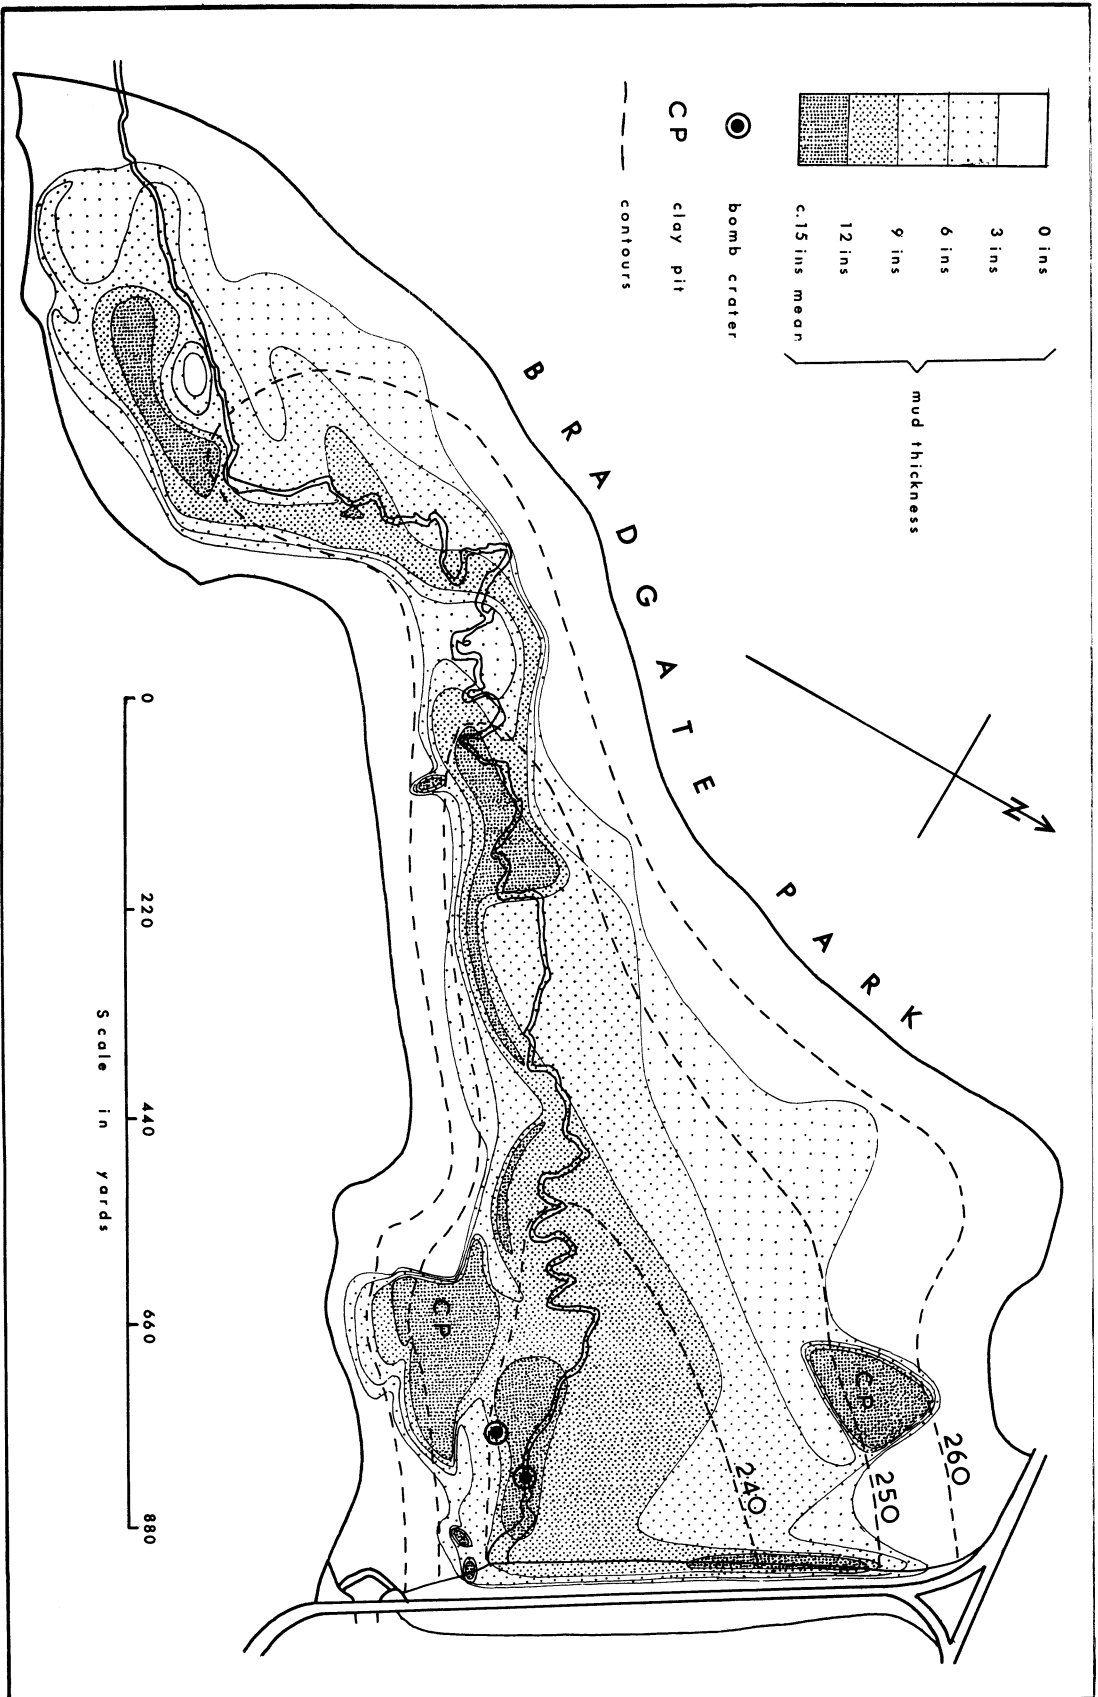 0 ins
3 ins
6 ins
9 ins
12 ins
c.15 ins mean
mud thickness
bomb crater
CP clay pit
contours
BRADGATE PARK
N
CP
CP
260
250
240
0 220 440 660 880
Scale in yards